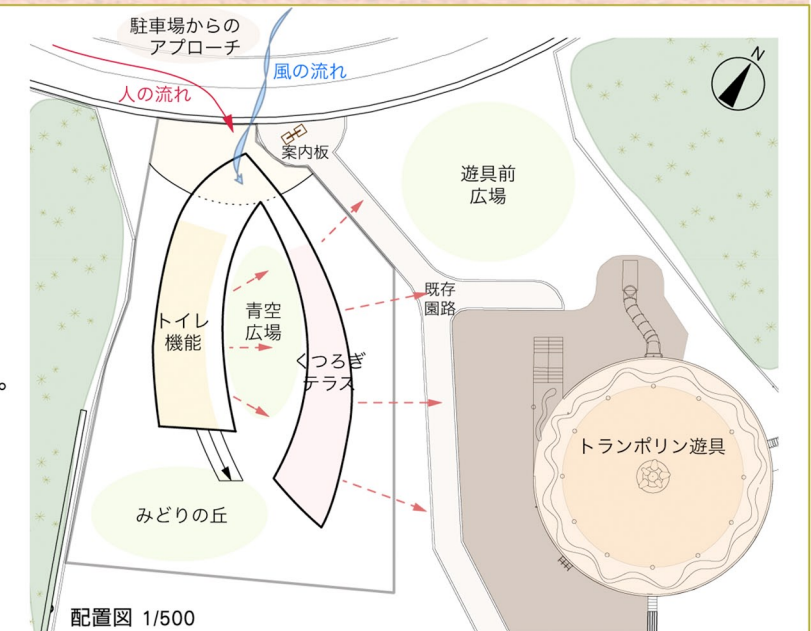 駐車場からの
アプローチ
風の流れ
人の流れ
N
案内板
遊具前
広場
既存
園路
トイレ
機能
青空
広場
くつろぎ
テラス
トランポリン遊具
みどりの丘
。
配置図 1/500